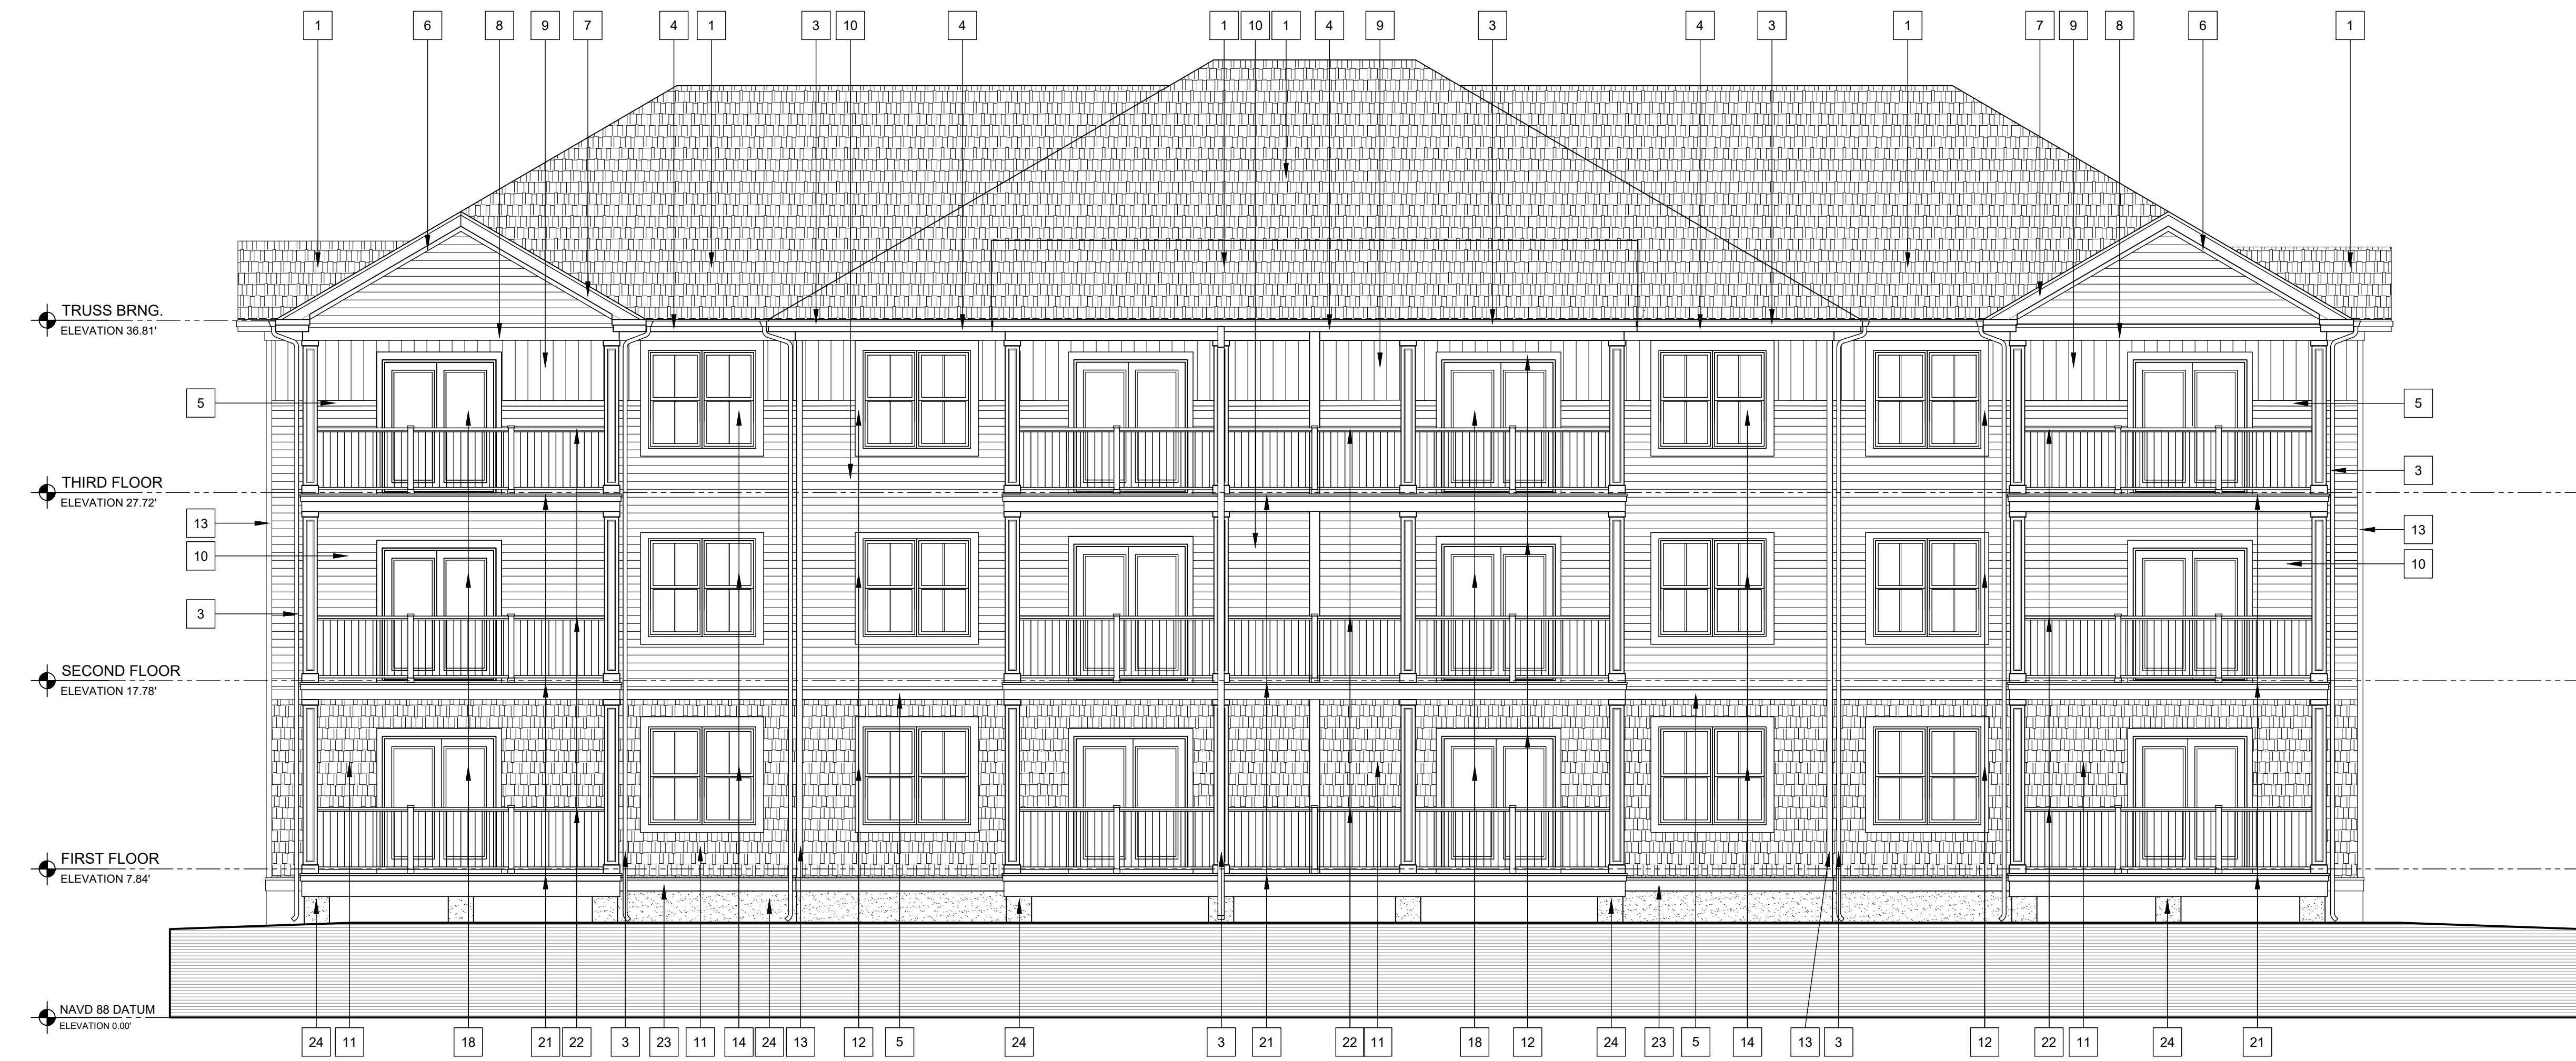 1 6 8 9 7 4 1 3 10 4 1 10 1 4 9 3 4 3 1 7 9 8 6 1
TRUSS BRNG.
ELEVATION 36.81'
5 5
3
THIRD FLOOR
ELEVATION 27.72'
13 13
10 10
3
SECOND FLOOR
ELEVATION 17.78'
FIRST FLOOR
ELEVATION 7.84'
NAVD 88 DATUM
ELEVATION 0.00'
24 11 18 21 22 3 23 11 14 24 13 12 5 24 3 21 22 11 18 12 24 23 5 14 13 3 12 22 11 24 21